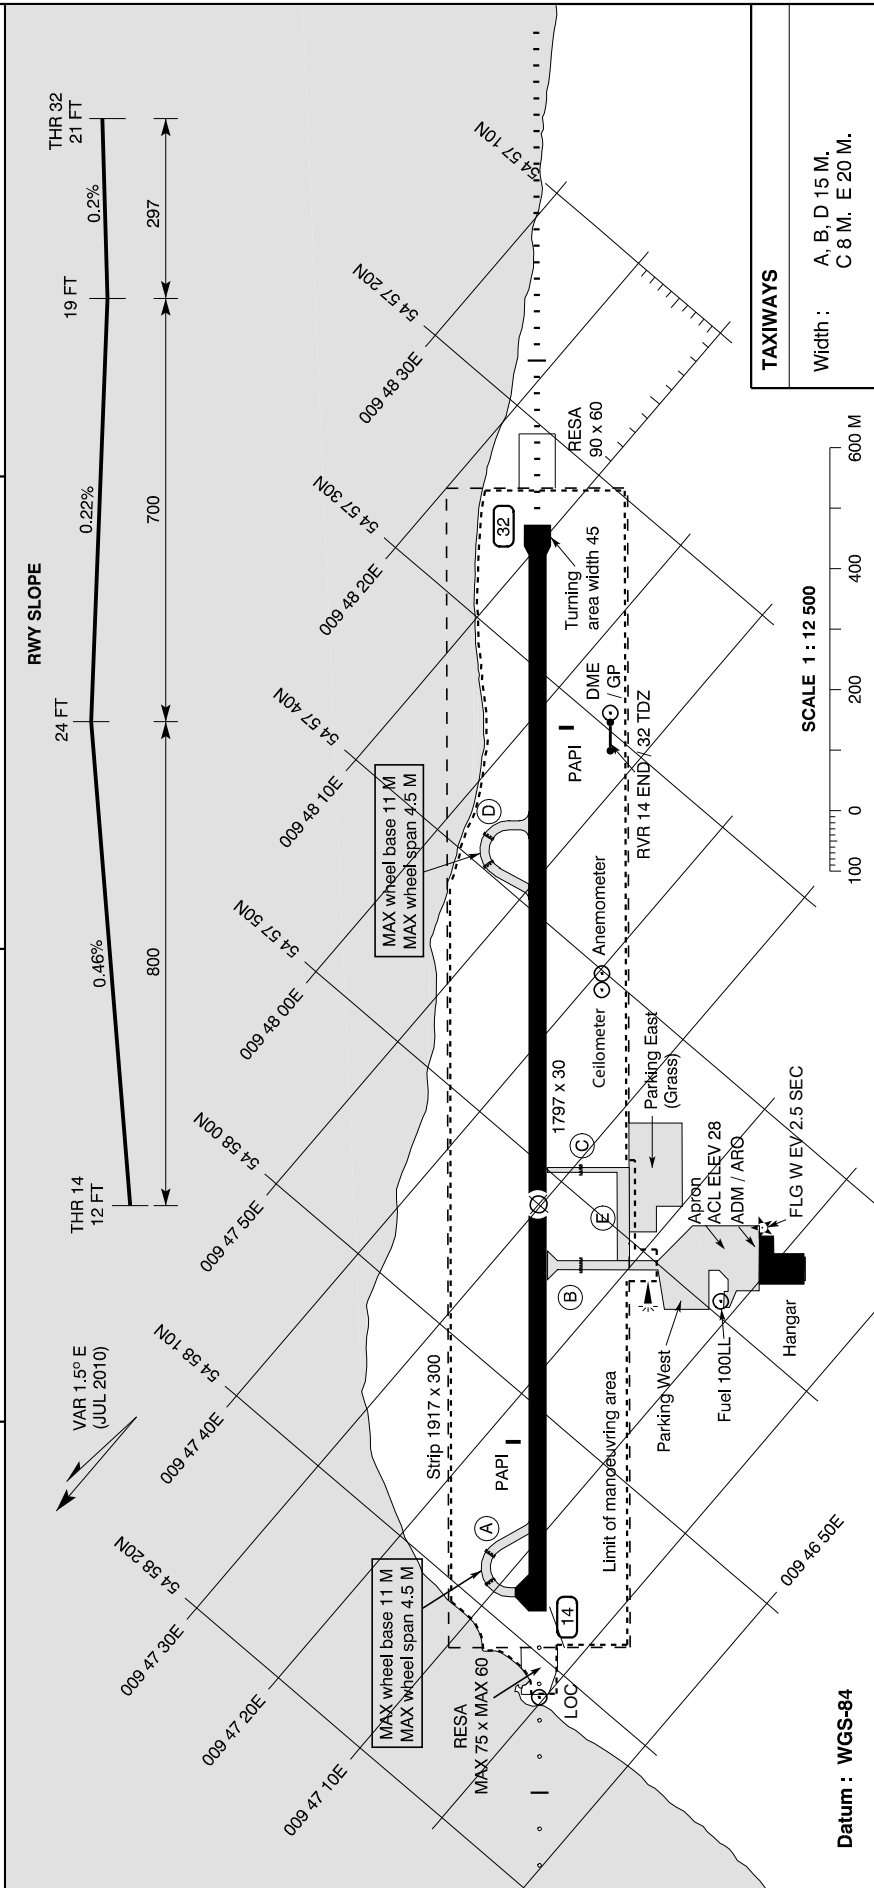 RWY SLOPE
THR 14
12 FT
24 FT
19 FT
THR 32
21 FT
0.46%
0.22%
0.2%
800
700
297
VAR 1.5° E
(JUL 2010)
54 58 20N
54 58 10N
54 58 00N
54 57 50N
54 57 40N
54 57 30N
54 57 20N
54 57 10N
009 47 10E
009 47 20E
009 47 30E
009 47 40E
009 47 50E
009 48 00E
009 48 10E
009 48 20E
009 48 30E
009 46 50E
MAX wheel base 11 M
MAX wheel span 4.5 M
MAX wheel base 11 M
MAX wheel span 4.5 M
Strip 1917 x 300
A
D
32
RESA
MAX 75 x MAX 60
PAPI
LOC
14
1797 x 30
B
E
C
Ceilometer
Anemometer
PAPI
DME
/ GP
RVR 14 END / 32 TDZ
Turning
area width 45
RESA
90 x 60
Limit of manoeuvring area
Parking East
(Grass)
Parking West
Apron
ACL ELEV 28
ADM / ARO
Fuel 100LL
FLG W EV 2.5 SEC
Hangar
SCALE 1 : 12 500
100
0
200
400
600 M
TAXIWAYS
Width : A, B, D 15 M.
C 8 M. E 20 M.
Datum : WGS-84